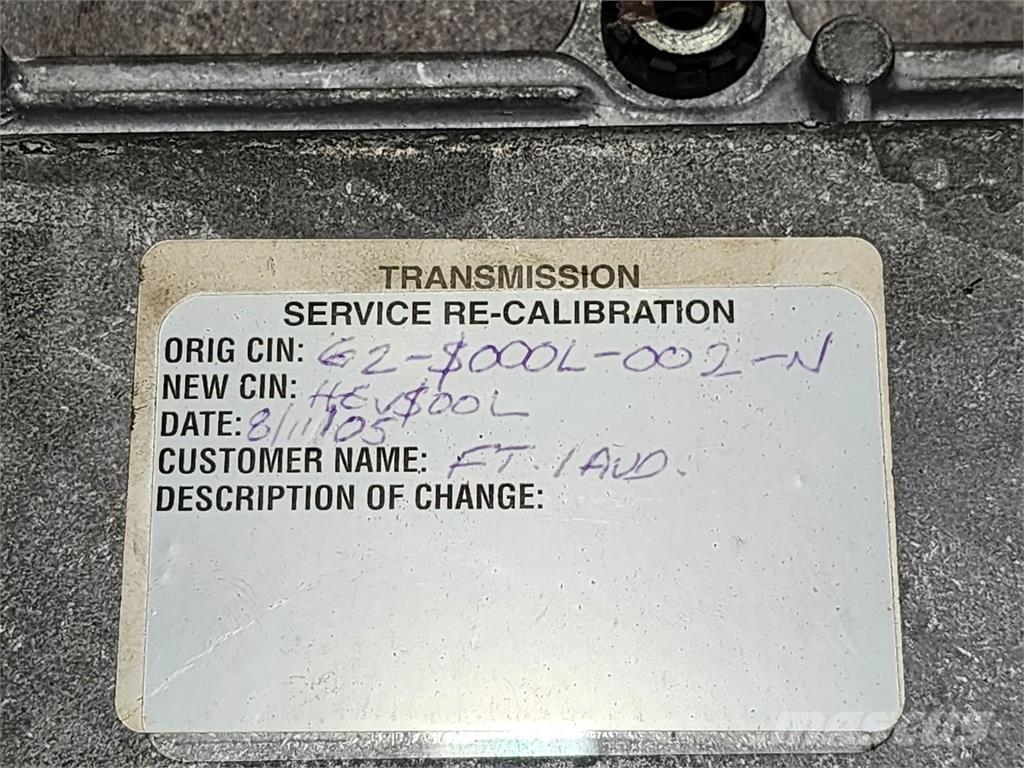 TRANSMISSION
SERVICE RE-CALIBRATION
ORIG CIN: G2-$000L-002-N
NEW CIN: HEV$00L
DATE: 8/11/05
CUSTOMER NAME: FT.
DESCRIPTION OF CHANGE:
Mascus